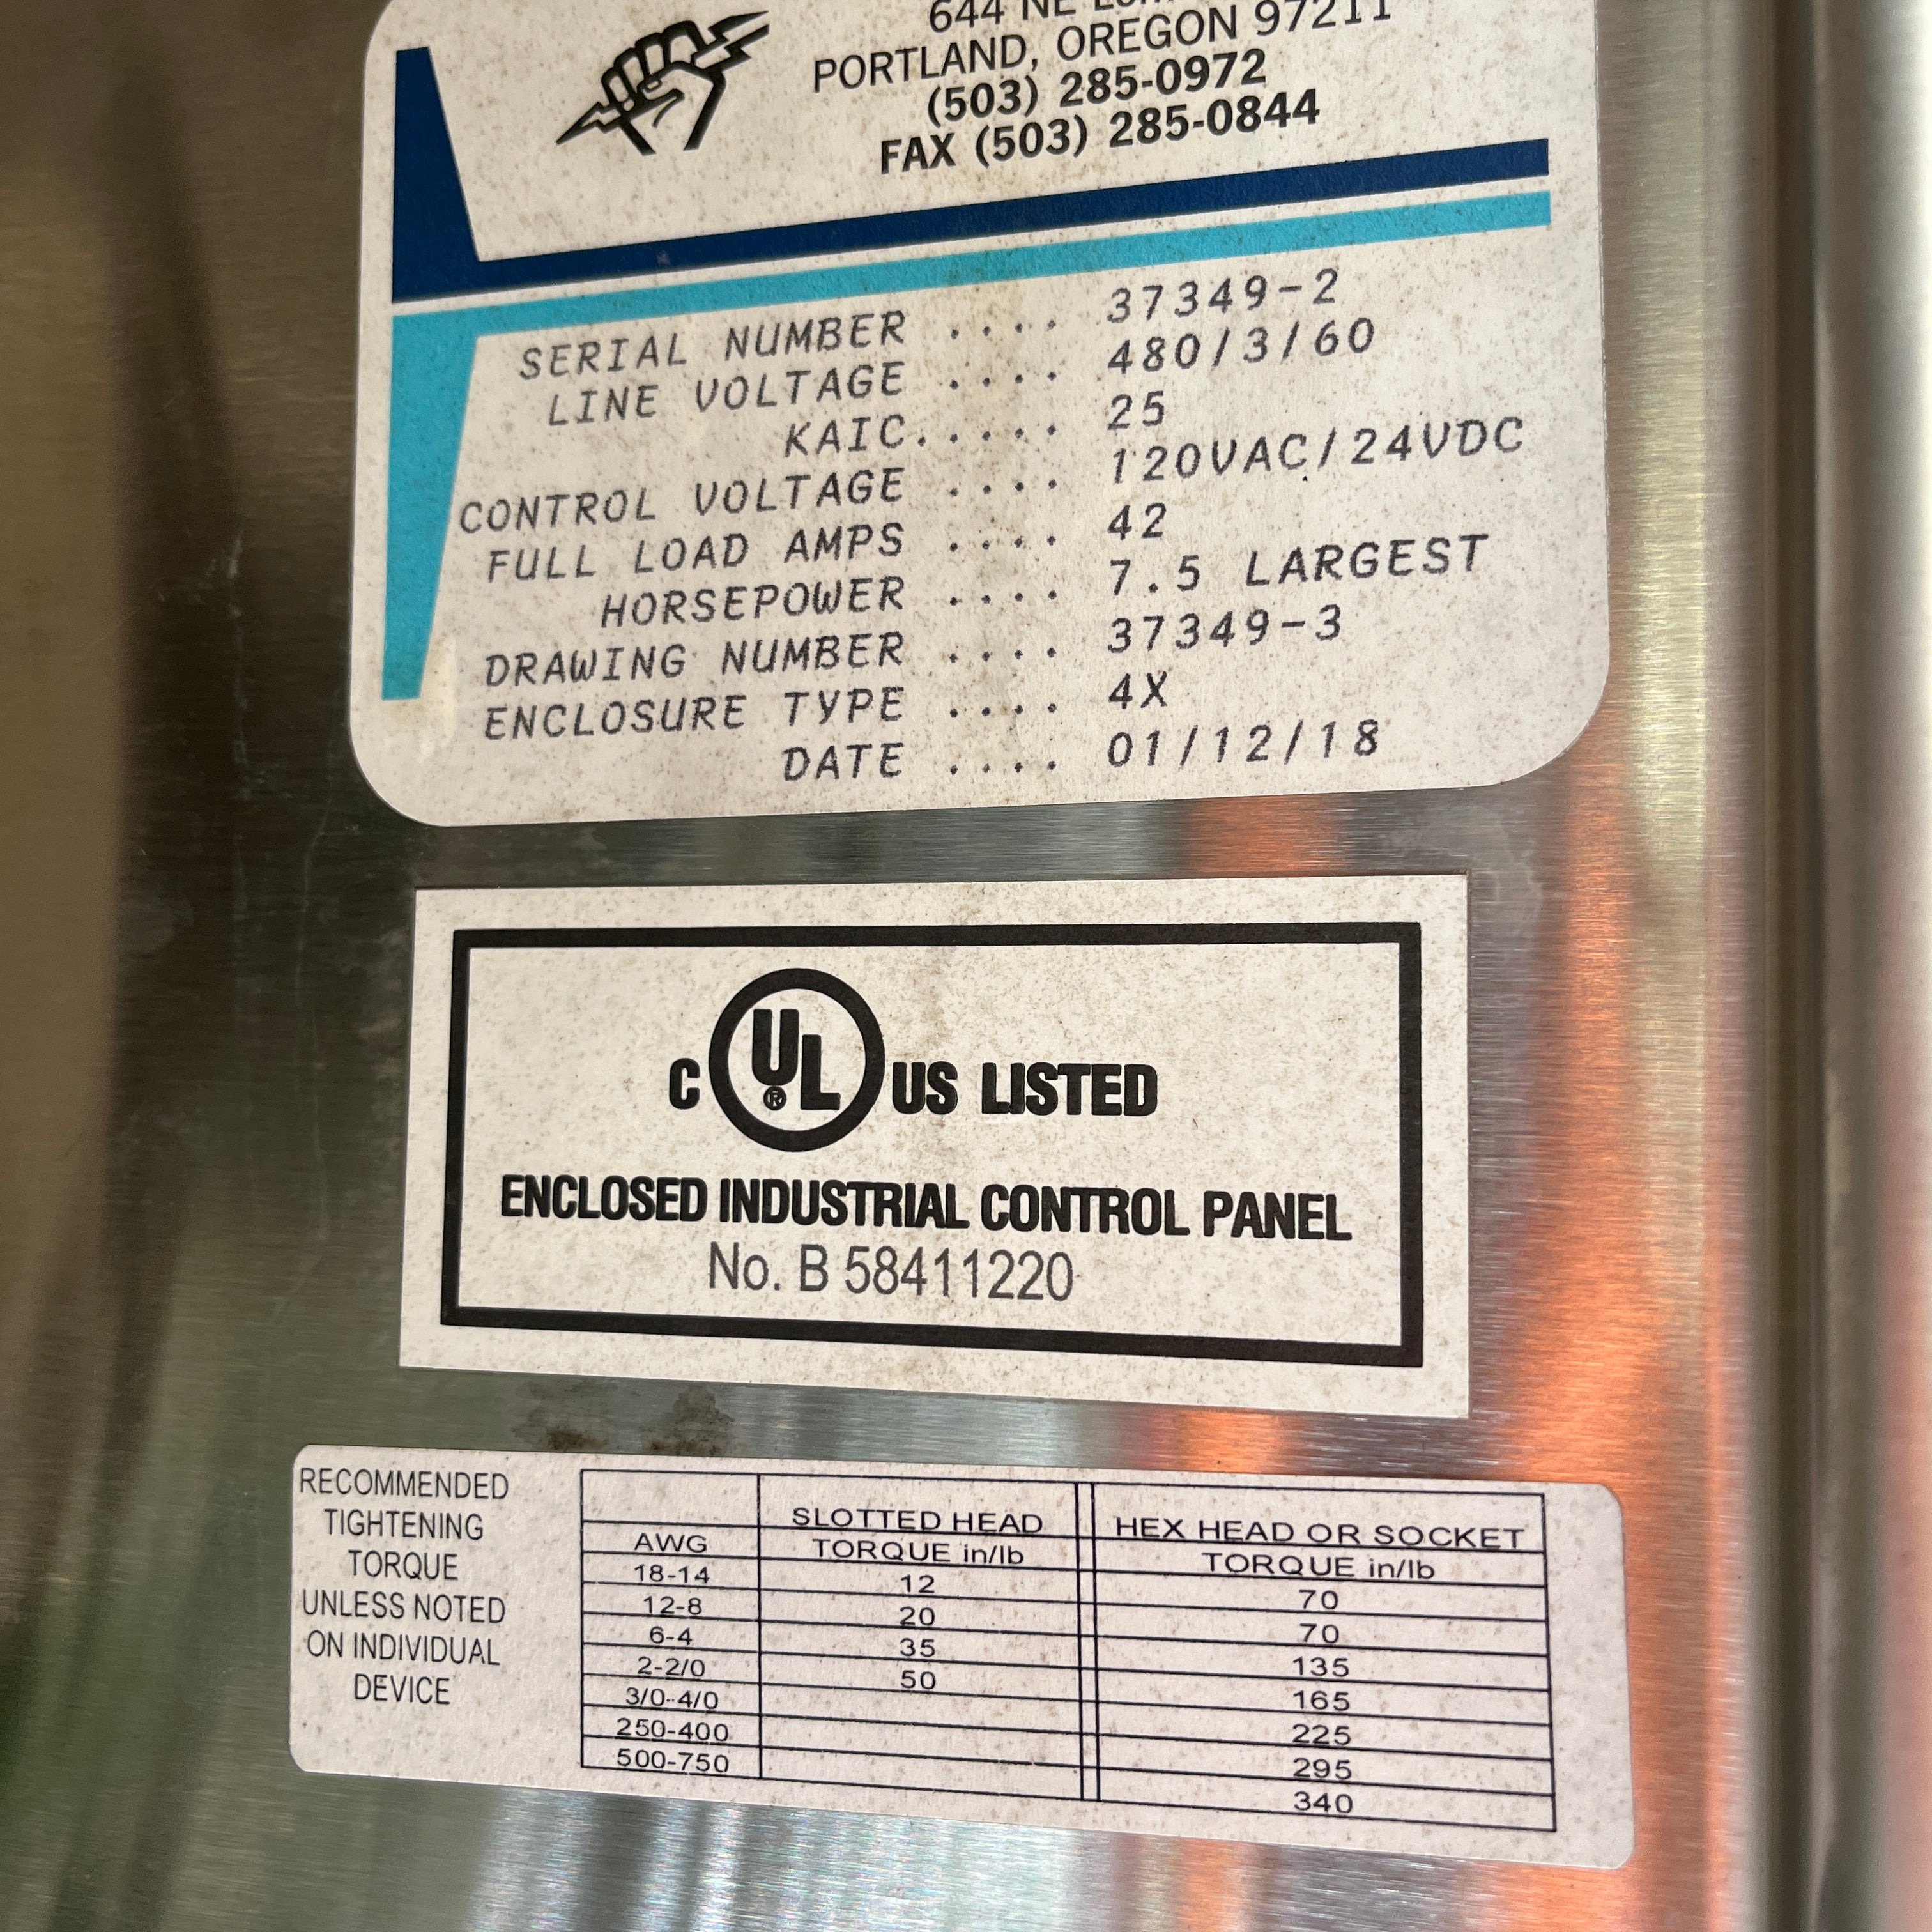 644 NE
PORTLAND, OREGON 97211
(503) 285-0972
FAX (503) 285-0844
SERIAL NUMBER .... 37349-2
LINE VOLTAGE .... 480/3/60
KAIC..... 25
CONTROL VOLTAGE .... 120VAC/24VDC
FULL LOAD AMPS .... 42
HORSEPOWER .... 7.5 LARGEST
DRAWING NUMBER .... 37349-3
ENCLOSURE TYPE .... 4X
DATE .... 01/12/18
C UL® US LISTED
ENCLOSED INDUSTRIAL CONTROL PANEL
No. B 58411220
RECOMMENDED
TIGHTENING
TORQUE
UNLESS NOTED
ON INDIVIDUAL
DEVICE
SLOTTED HEAD HEX HEAD OR SOCKET
AWG TORQUE in/lb TORQUE in/lb
18-14 12 70
12-8 20 70
6-4 35 135
2-2/0 50 165
3/0-4/0 225
250-400 295
500-750 340